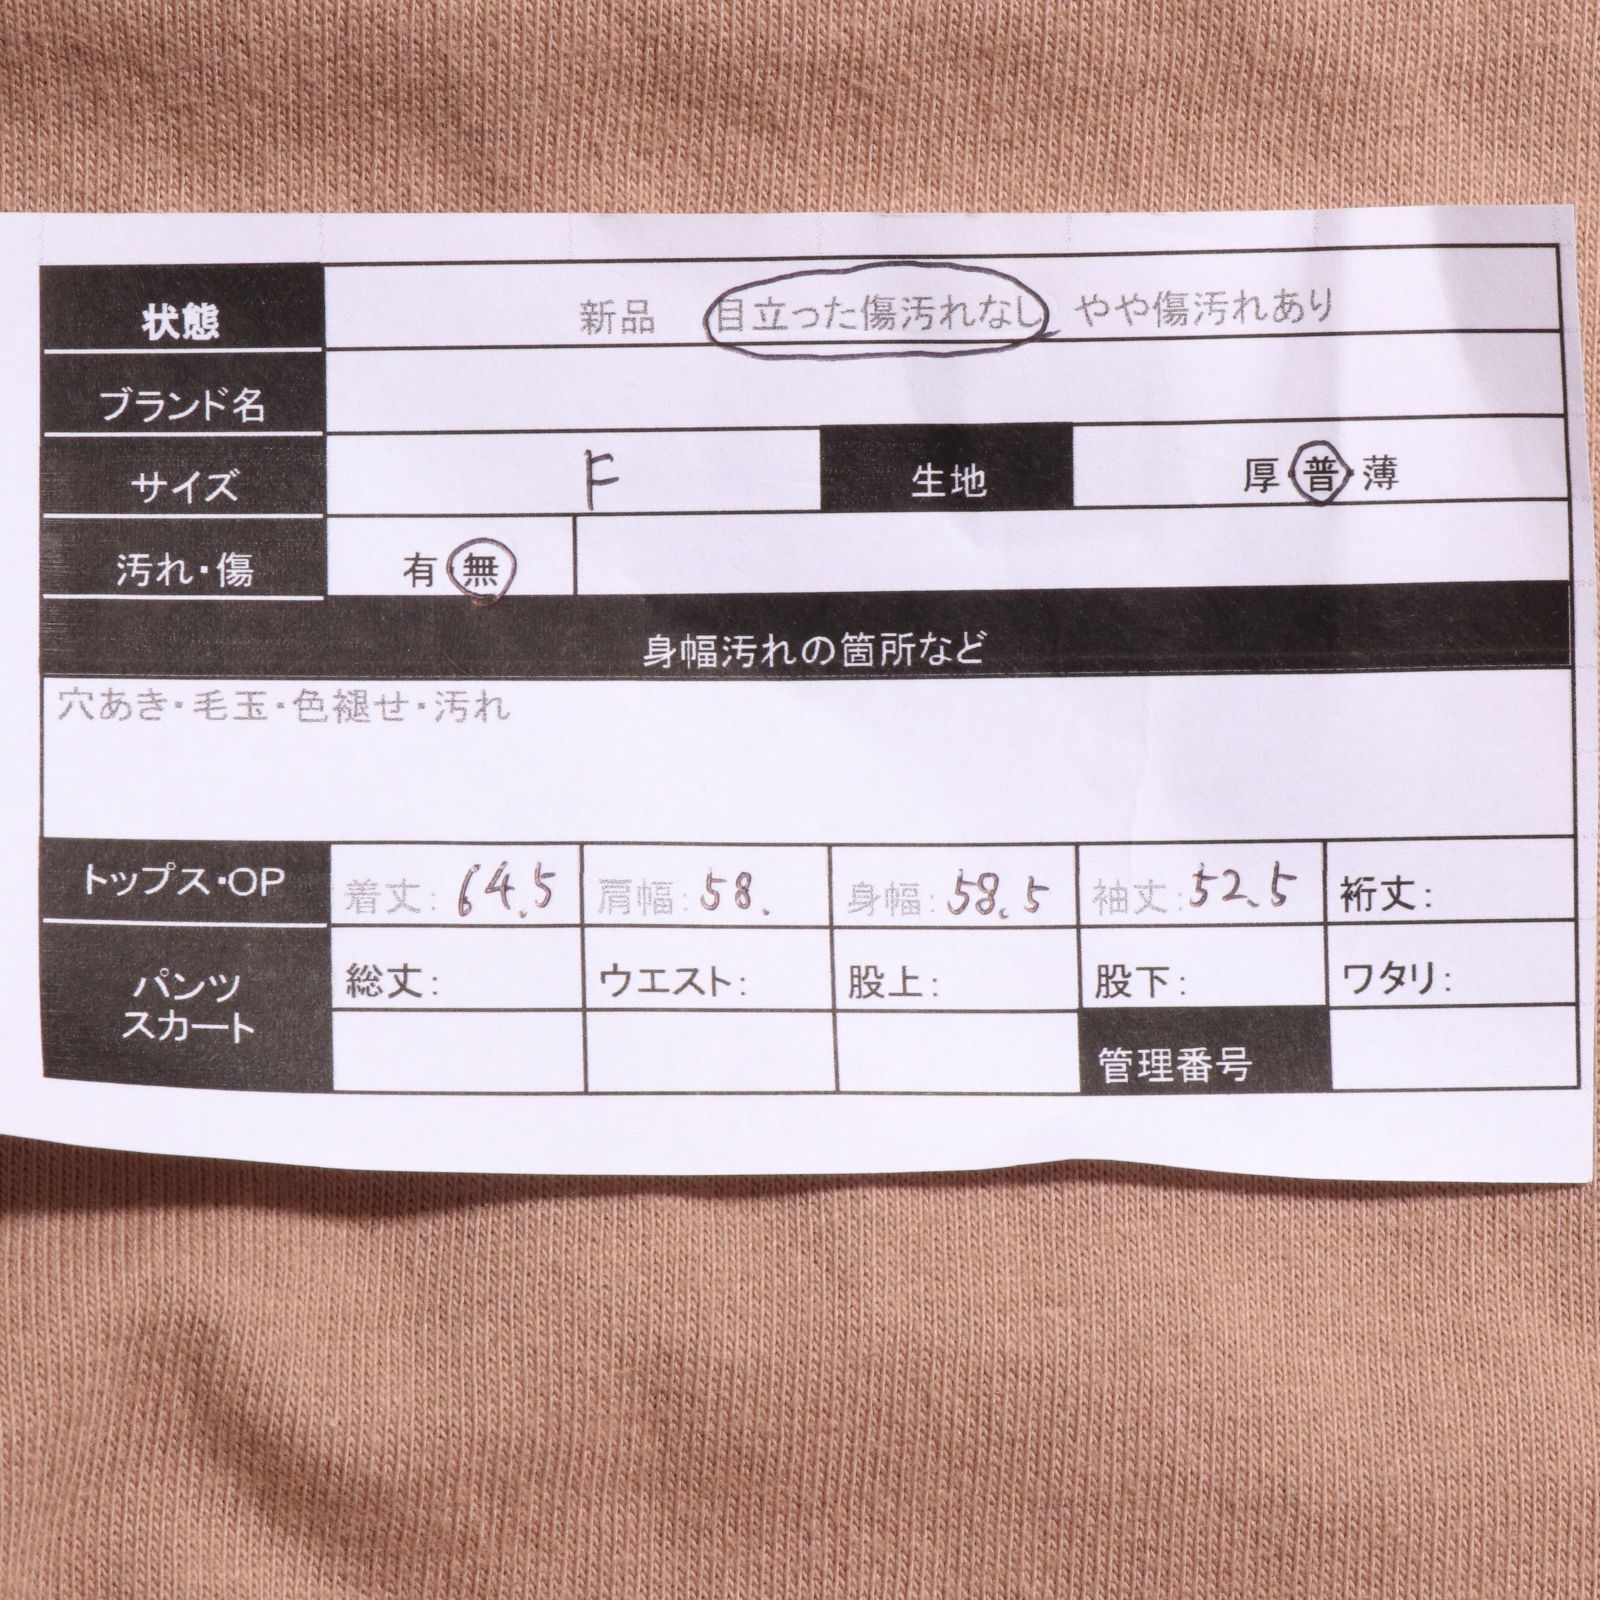 状態 新品 目立った傷汚れなし やや傷汚れあり
ブランド名
サイズ F 生地 厚・普・薄
汚れ・傷 有・無
身幅汚れの箇所など
穴あき・毛玉・色褪せ・汚れ
トップス・OP 着丈: 64.5 肩幅: 58. 身幅: 58.5 袖丈: 52.5 裄丈:
パンツ 総丈: ウエスト: 股上: 股下: ワタリ:
スカート
管理番号